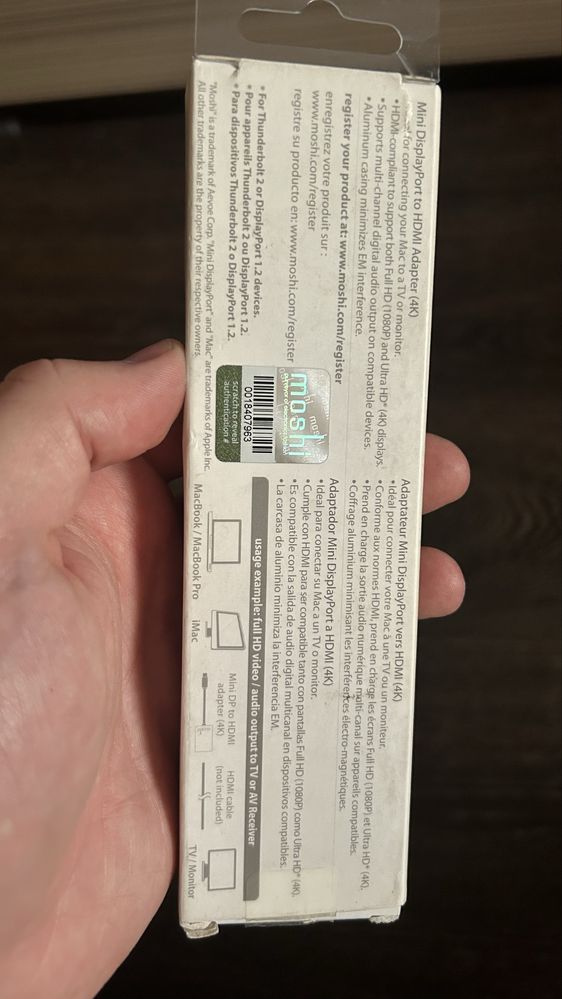 Mini DisplayPort to HDMI Adapter (4K)
for connecting your Mac to a TV or monitor.
• HDMI-compliant to support both Full HD (1080P) and Ultra HD* (4K) displays.
• Supports multi-channel digital audio output on compatible devices.
• Aluminum casing minimizes EM interference.
register your product at: www.moshi.com/register
enregistrez votre produit sur :
www.moshi.com/register
registre su producto en: www.moshi.com/register
* For Thunderbolt 2 or DisplayPort 1.2 devices.
* Pour appareils Thunderbolt 2 ou DisplayPort 1.2.
* Para dispositivos Thunderbolt 2 o DisplayPort 1.2.
"Moshi" is a trademark of Aevoe Corp. "Mini DisplayPort" and "Mac" are trademarks of Apple Inc.
All other trademarks are the property of their respective owners.
moshi
moshi
0018407963
scratch to reveal
authentication #
Adaptateur Mini DisplayPort vers HDMI (4K)
• Ideal pour connecter votre Mac à une TV ou un moniteur.
• Conforme aux normes HDMI, prend en charge les écrans Full HD (1080P) et Ultra HD* (4K).
• Prend en charge la sortie audio numérique multi-canal sur appareils compatibles.
• Coffrage aluminium minimisant les interférences électro-magnétiques.
Adaptador Mini DisplayPort a HDMI (4K)
• Ideal para conectar su Mac a un TV o monitor.
• Cumple con HDMI para ser compatible tanto con pantallas Full HD (1080P) como Ultra HD* (4K).
• Es compatible con la salida de audio digital multicanal en dispositivos compatibles.
• La carcasa de aluminio minimiza la interferencia EM.
usage example: full HD video / audio output to TV or AV Receiver
MacBook / MacBook Pro
iMac
Mini DP to HDMI
adapter (4K)
HDMI cable
(not included)
TV / Monitor